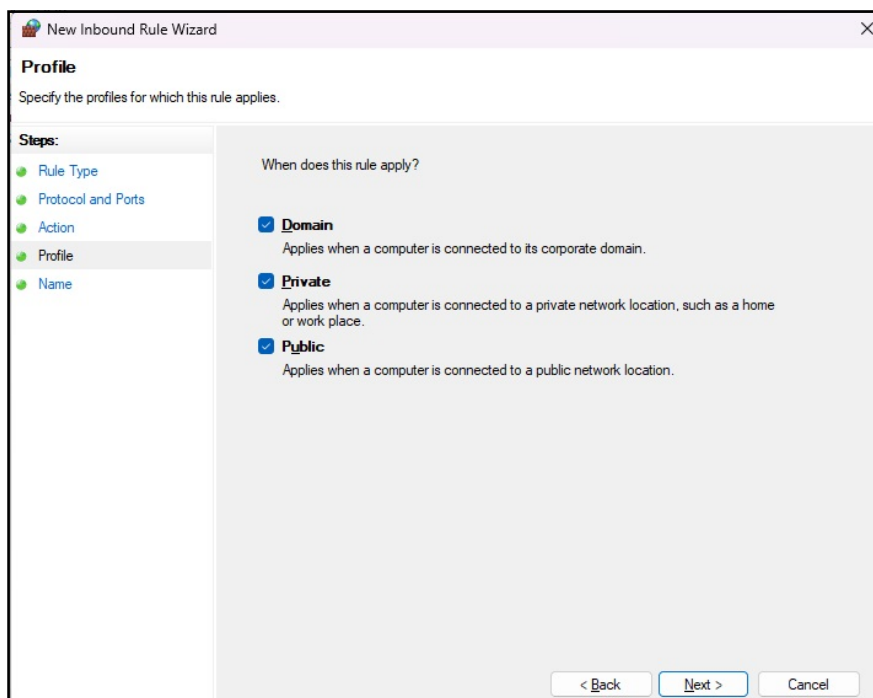 New Inbound Rule Wizard
Profile
Specify the profiles for which this rule applies.
Steps:
Rule Type
Protocol and Ports
Action
Profile
Name
When does this rule apply?
Domain
Applies when a computer is connected to its corporate domain.
Private
Applies when a computer is connected to a private network location, such as a home
or work place.
Public
Applies when a computer is connected to a public network location.
< Back
Next >
Cancel